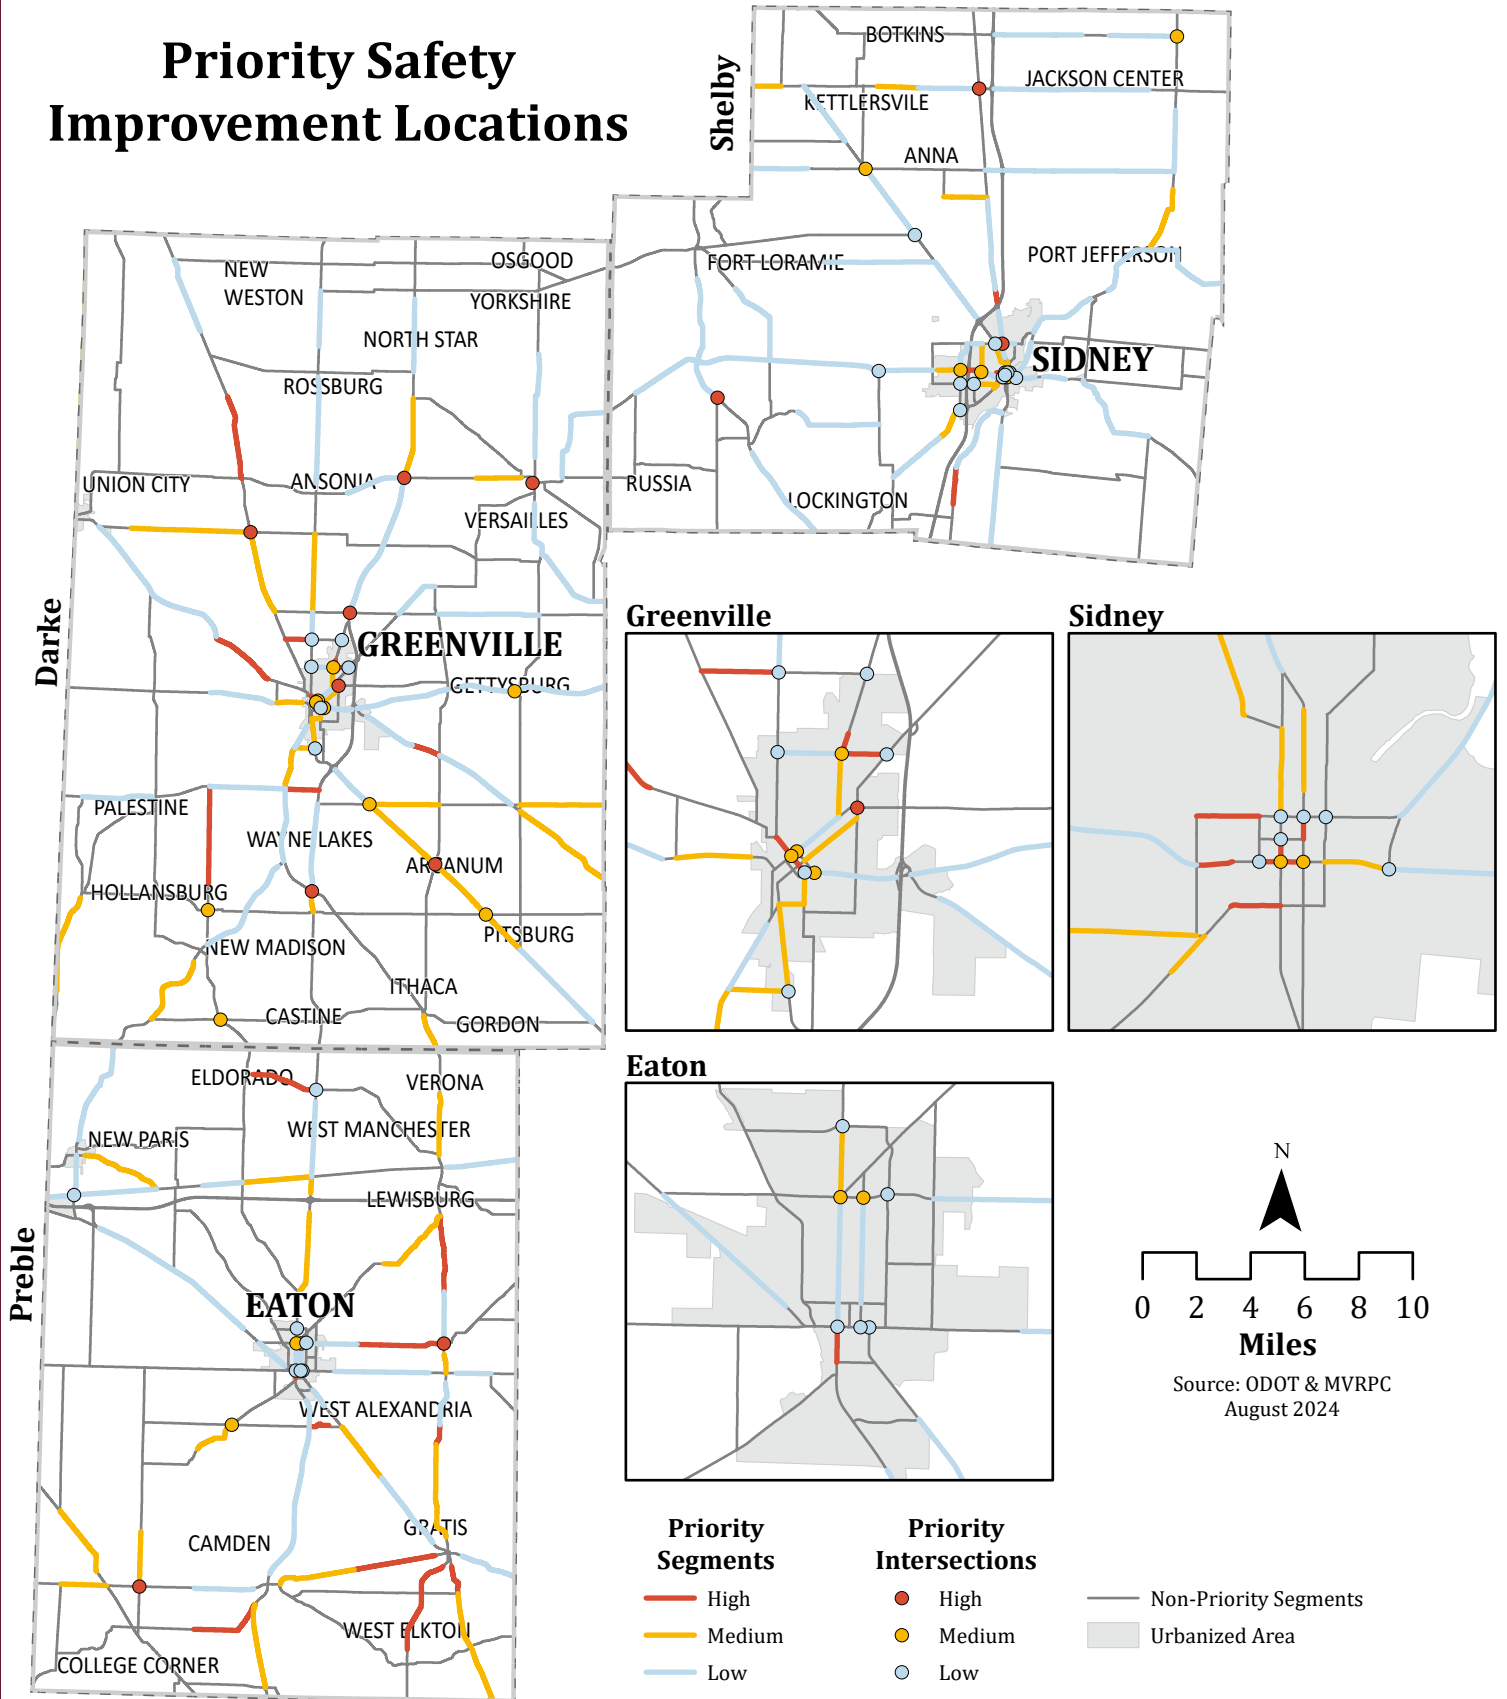 Priority Safety
Improvement Locations
Shelby
BOTKINS
JACKSON CENTER
KETTLERSVILE
ANNA
FORT LORAMIE
PORT JEFFERSON
SIDNEY
RUSSIA
LOCKINGTON
Darke
NEW
WESTON
OSGOOD
YORKSHIRE
NORTH STAR
ROSSBURG
UNION CITY
ANSONIA
VERSAILLES
GREENVILLE
GETTYSBURG
PALESTINE
WAYNE LAKES
ARCANUM
HOLLANSBURG
PITSBURG
NEW MADISON
ITHACA
CASTINE
GORDON
Preble
ELDORADO
VERONA
WEST MANCHESTER
NEW PARIS
LEWISBURG
EATON
WEST ALEXANDRIA
GRATIS
CAMDEN
WEST ELKTON
COLLEGE CORNER
Greenville
Sidney
Eaton
N
0 2 4 6 8 10
Miles
Source: ODOT & MVRPC
August 2024
Priority
Segments
High
Medium
Low
Priority
Intersections
High
Medium
Low
Non-Priority Segments
Urbanized Area